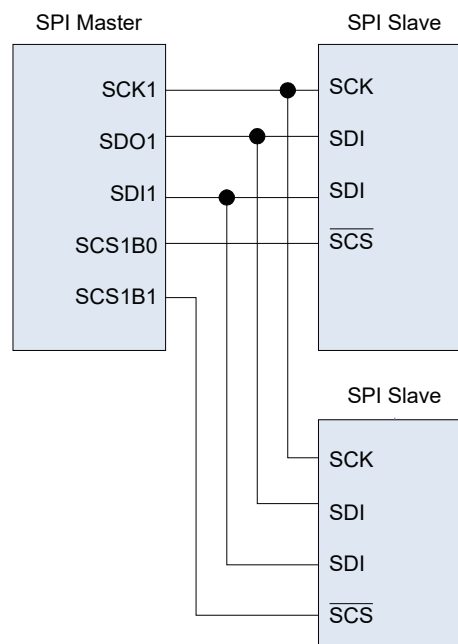 SPI Master
SCK1
SDO1
SDI1
SCS1B0
SCS1B1
SPI Slave
SCK
SDI
SDI
SCS
SPI Slave
SCK
SDI
SDI
SCS